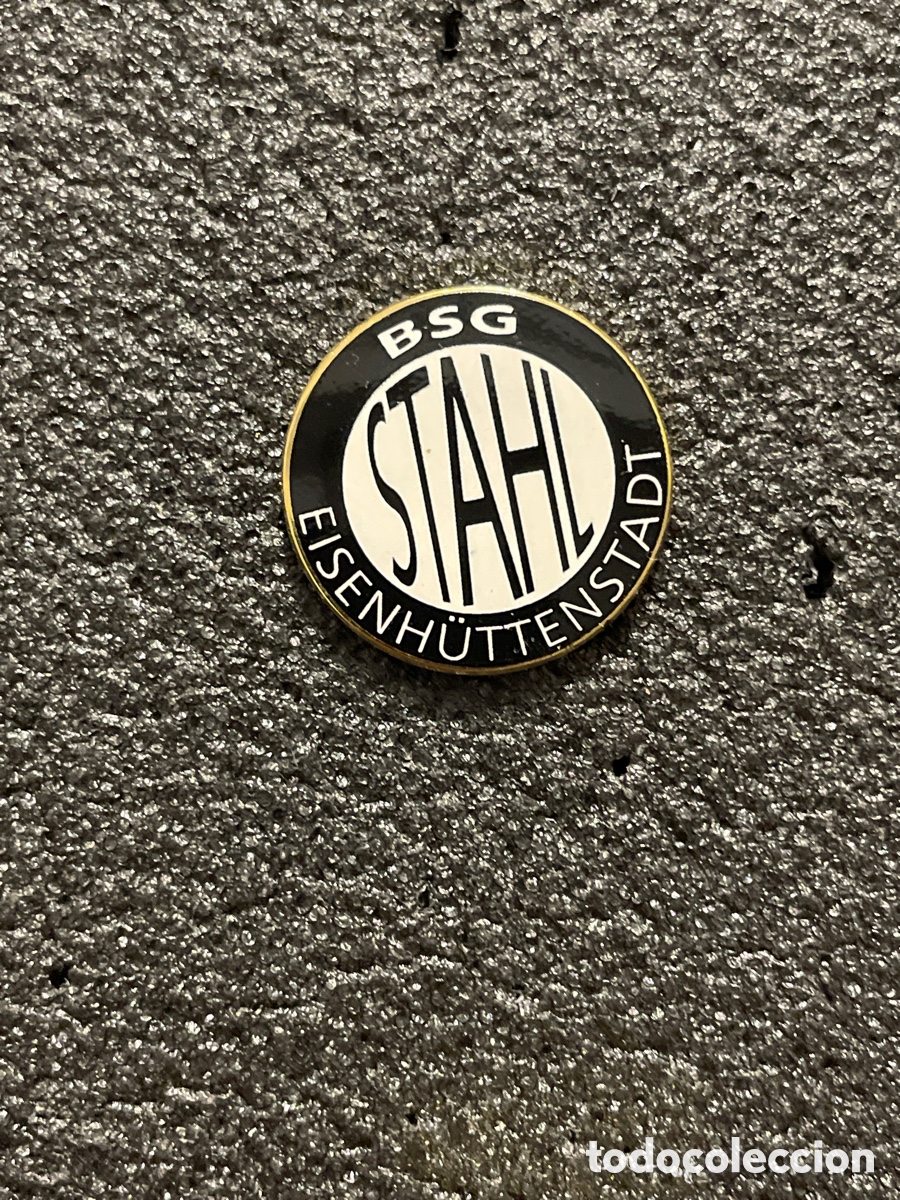 BSG
STAHL
EISENHÜTTENSTADT
todocoleccion